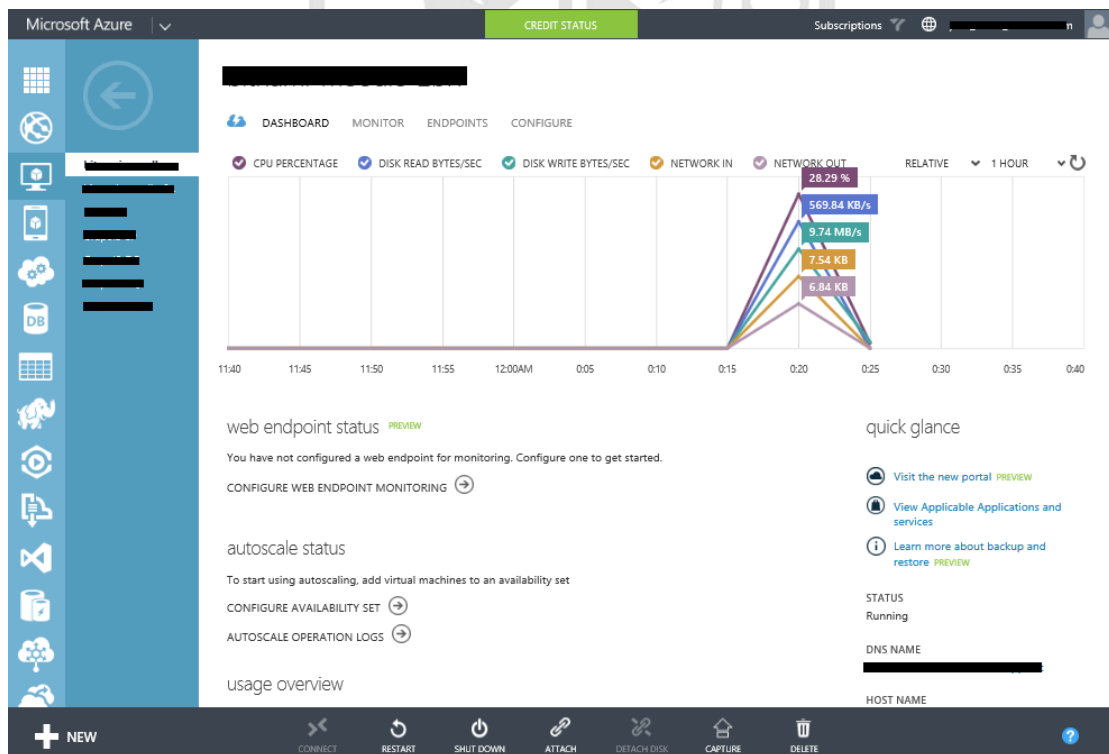 Microsoft Azure
CREDIT STATUS
Subscriptions
DASHBOARD MONITOR ENDPOINTS CONFIGURE
CPU PERCENTAGE DISK READ BYTES/SEC DISK WRITE BYTES/SEC NETWORK IN NETWORK OUT RELATIVE 1 HOUR
28.29 %
569.84 KB/s
9.74 MB/s
7.54 KB
6.84 KB
11:40 11:45 11:50 11:55 12:00AM 0:05 0:10 0:15 0:20 0:25 0:30 0:35 0:40
web endpoint status PREVIEW
You have not configured a web endpoint for monitoring. Configure one to get started.
CONFIGURE WEB ENDPOINT MONITORING
autoscale status
To start using autoscaling, add virtual machines to an availability set
CONFIGURE AVAILABILITY SET
AUTOSCALE OPERATION LOGS
usage overview
quick glance
Visit the new portal PREVIEW
View Applicable Applications and
services
Learn more about backup and
restore PREVIEW
STATUS
Running
DNS NAME
HOST NAME
DB
NEW
CONNECT RESTART SHUT DOWN ATTACH DETACH DISK CAPTURE DELETE
?